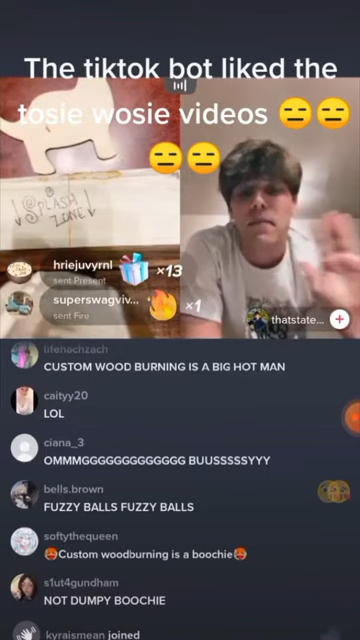 The tiktok bot liked the
tosie wosie videos 😑😑
😑😑
↓ SPLASH ↓
ZONE
hriejuvyrnl ×13
sent Present
superswagviv... ×1
sent Fire
thatstate... +
lifenachzach
CUSTOM WOOD BURNING IS A BIG HOT MAN
caityy20
LOL
ciana_3
OMMMGGGGGGGGGGGGG BUUSSSSSYYY
bells.brown
FUZZY BALLS FUZZY BALLS
softythequeen
🥵Custom woodburning is a boochie🥵
s1ut4gundham
NOT DUMPY BOOCHIE
kyraismean joined